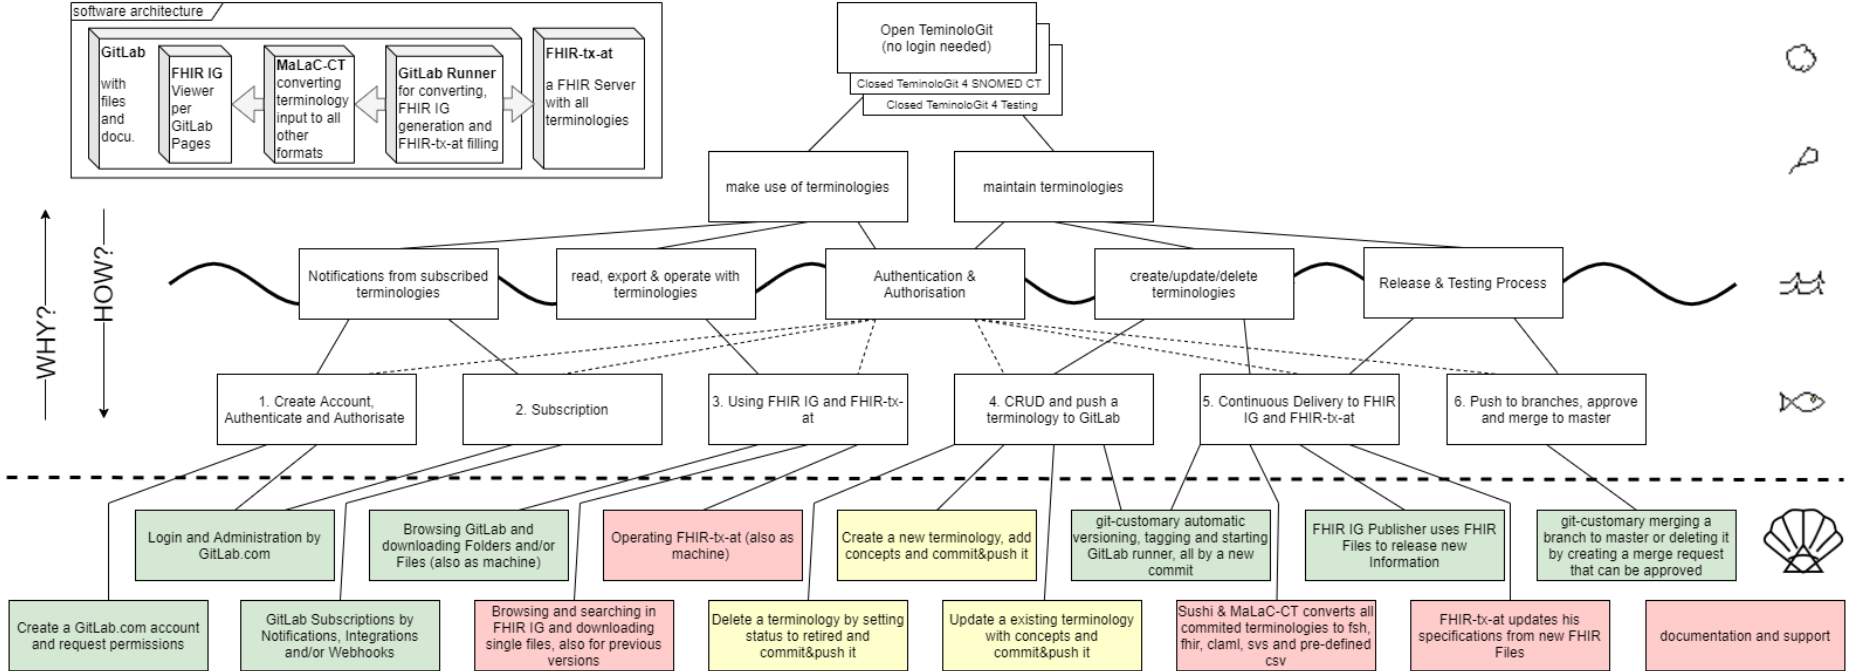 software architecture
GitLab
with
files
and
docu.
FHIR IG
Viewer
per
GitLab
Pages
MaLaC-CT
converting
terminology
input to all
other
formats
GitLab Runner
for converting,
FHIR IG
generation and
FHIR-tx-at filling
FHIR-tx-at
a FHIR Server
with all
terminologies
Open TeminoloGit
(no login needed)
Closed TeminoloGit 4 SNOMED CT
Closed TeminoloGit 4 Testing
make use of terminologies
maintain terminologies
WHY?
HOW?
Notifications from subscribed
terminologies
read, export & operate with
terminologies
Authentication &
Authorisation
create/update/delete
terminologies
Release & Testing Process
1. Create Account,
Authenticate and Authorisate
2. Subscription
3. Using FHIR IG and FHIR-tx-
at
4. CRUD and push a
terminology to GitLab
5. Continuous Delivery to FHIR
IG and FHIR-tx-at
6. Push to branches, approve
and merge to master
Login and Administration by
GitLab.com
Browsing GitLab and
downloading Folders and/or
Files (also as machine)
Operating FHIR-tx-at (also as
machine)
Create a new terminology, add
concepts and commit&push it
git-customary automatic
versioning, tagging and starting
GitLab runner, all by a new
commit
FHIR IG Publisher uses FHIR
Files to release new
Information
git-customary merging a
branch to master or deleting it
by creating a merge request
that can be approved
Create a GitLab.com account
and request permissions
GitLab Subscriptions by
Notifications, Integrations
and/or Webhooks
Browsing and searching in
FHIR IG and downloading
single files, also for previous
versions
Delete a terminology by setting
status to retired and
commit&push it
Update a existing terminology
with concepts and
commit&push it
Sushi & MaLaC-CT converts all
commited terminologies to fsh,
fhir, claml, svs and pre-defined
csv
FHIR-tx-at updates his
specifications from new FHIR
Files
documentation and support